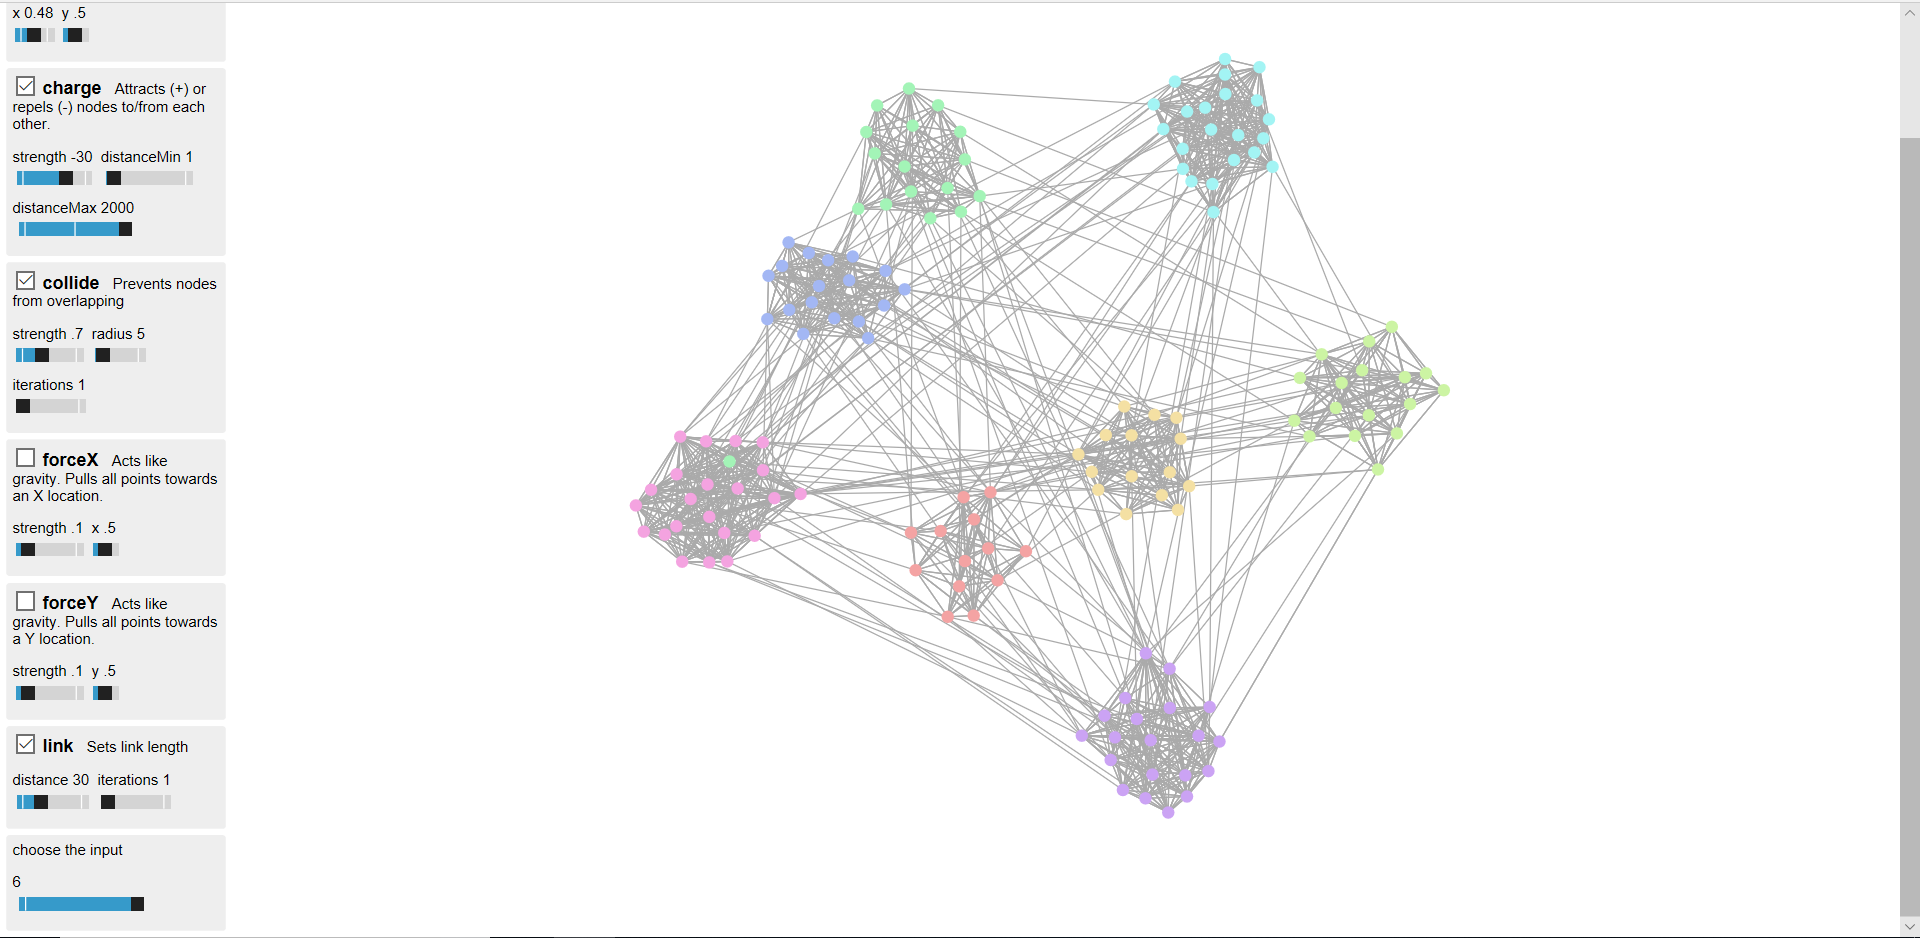 x 0.48 y .5
charge Attracts (+) or
repels (-) nodes to/from each
other.
strength -30 distanceMin 1
distanceMax 2000
collide Prevents nodes
from overlapping
strength .7 radius 5
iterations 1
forceX Acts like
gravity. Pulls all points towards
an X location.
strength .1 x .5
forceY Acts like
gravity. Pulls all points towards
a Y location.
strength .1 y .5
link Sets link length
distance 30 iterations 1
choose the input
6